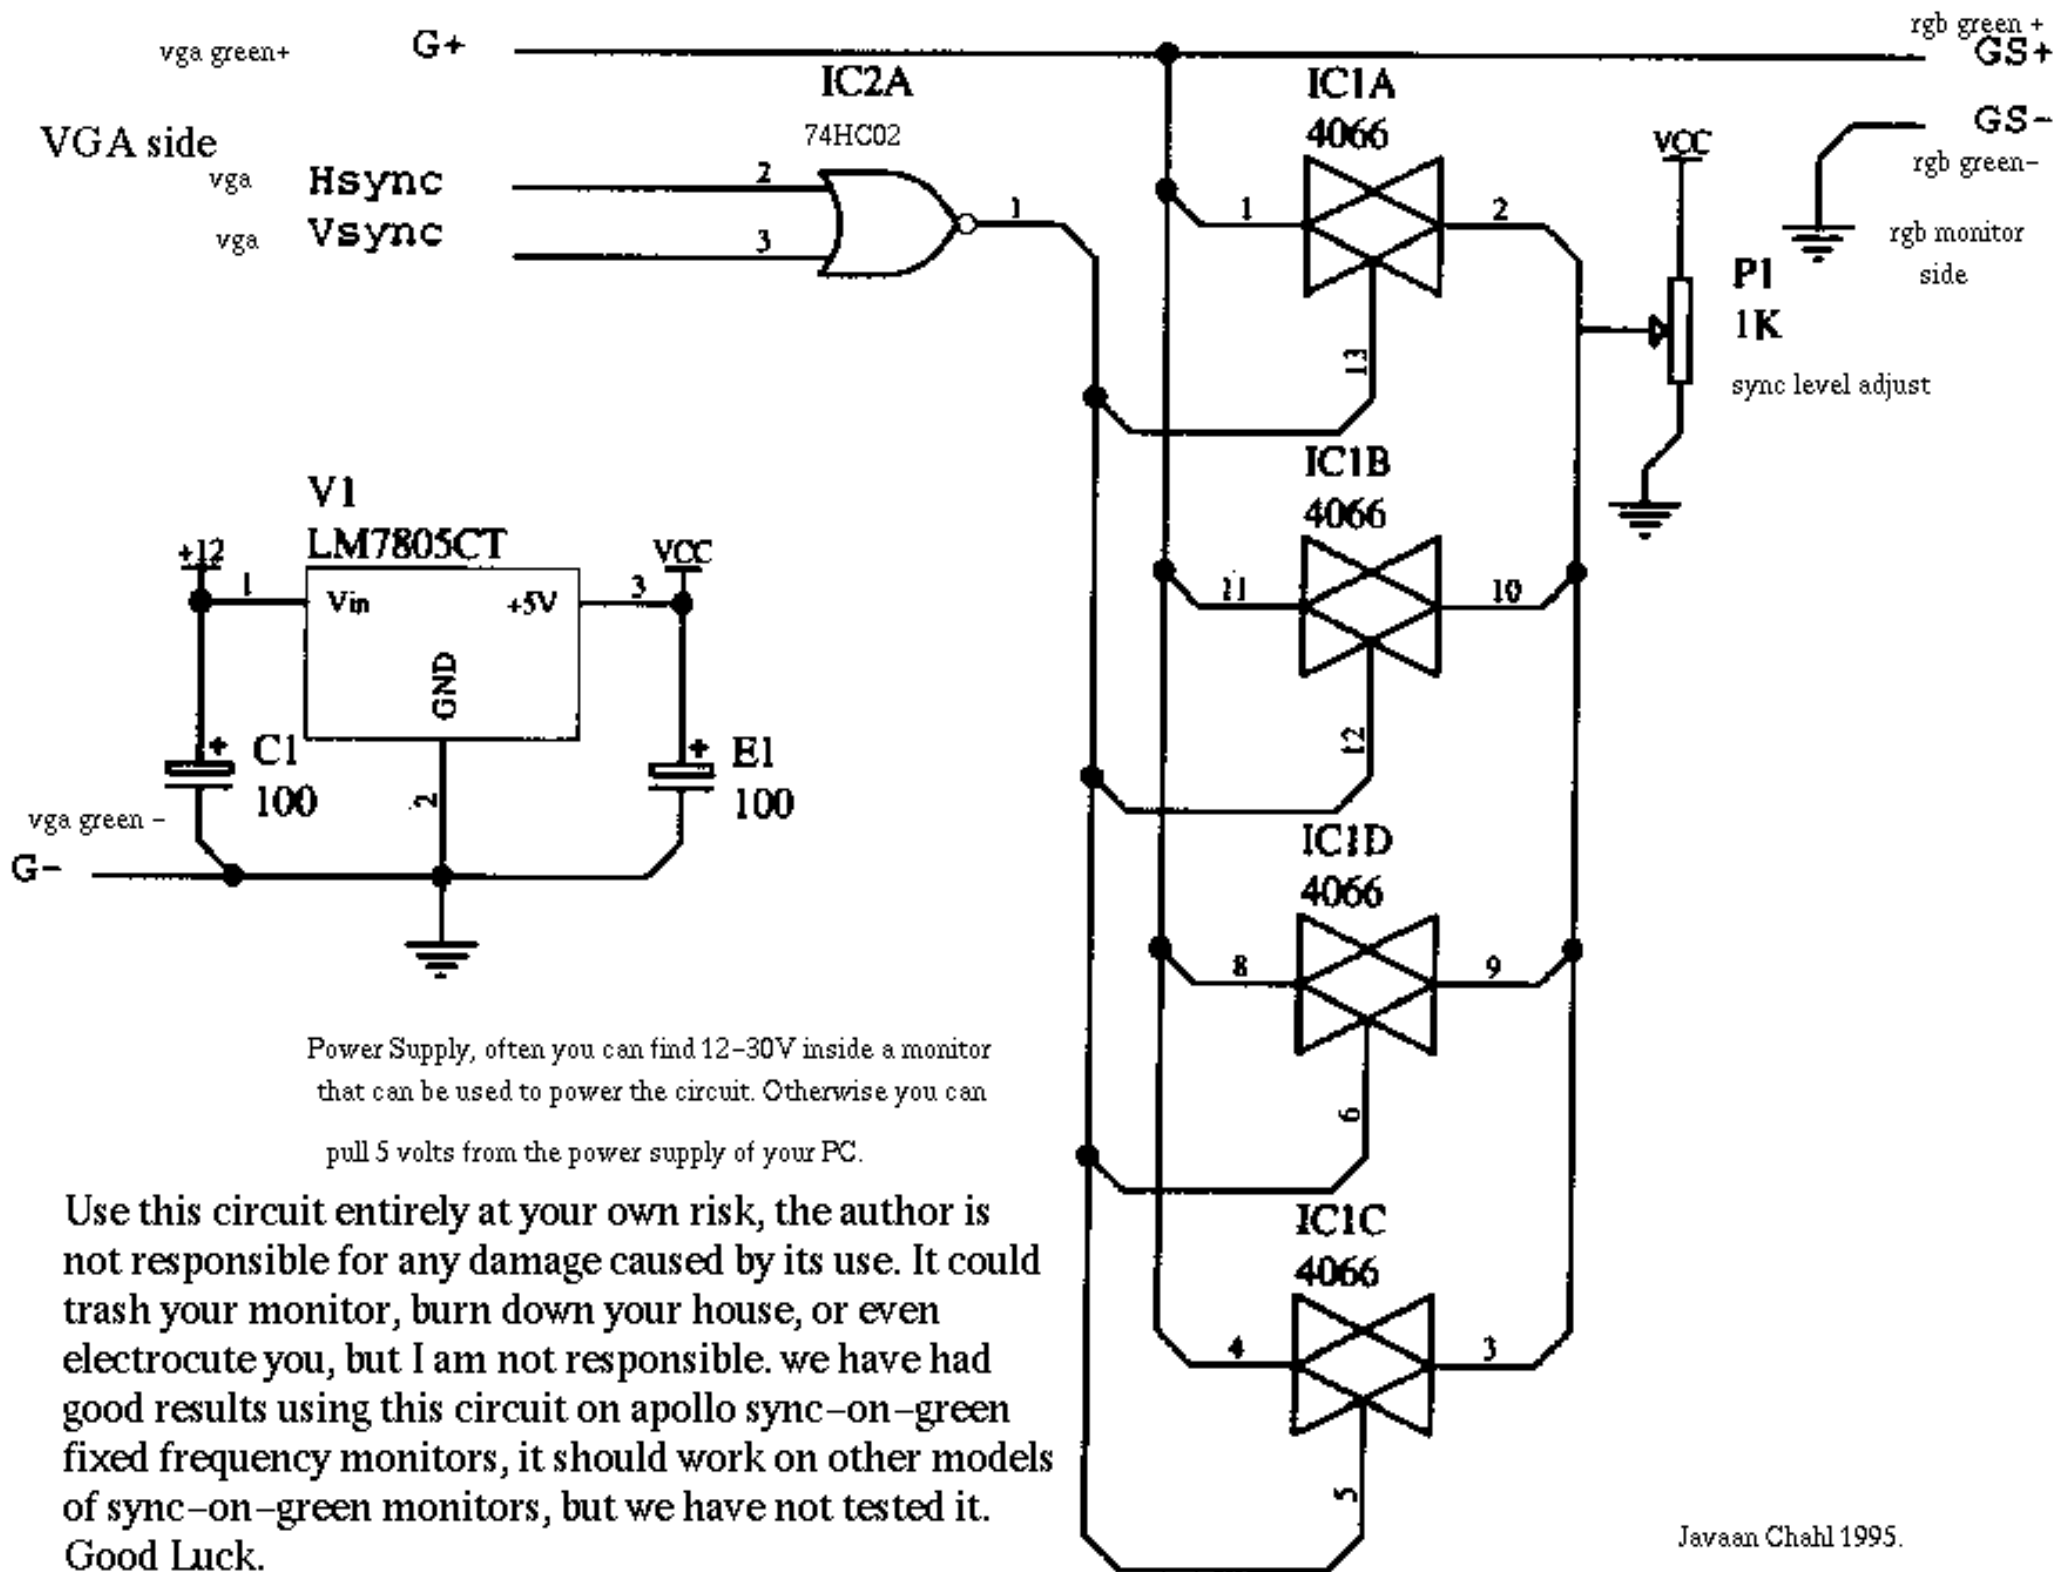 vga green+
G+
rgb green +
GS+
IC2A
74HC02
IC1A
4066
GS-
rgb green-
VCC
VGA side
vga
Hsync
2
vga
Vsync
3
1
1
2
13
rgb monitor
side
P1
1K
sync level adjust
IC1B
4066
11
10
12
V1
LM7805CT
+12
VCC
1
Vin
+5V
3
GND
2
+
C1
100
+
E1
100
vga green -
G-
IC1D
4066
8
9
6
IC1C
4066
4
3
5
Power Supply, often you can find 12-30V inside a monitor
that can be used to power the circuit. Otherwise you can
pull 5 volts from the power supply of your PC.
Use this circuit entirely at your own risk, the author is
not responsible for any damage caused by its use. It could
trash your monitor, burn down your house, or even
electrocute you, but I am not responsible. we have had
good results using this circuit on apollo sync-on-green
fixed frequency monitors, it should work on other models
of sync-on-green monitors, but we have not tested it.
Good Luck.
Javaan Chahl 1995.